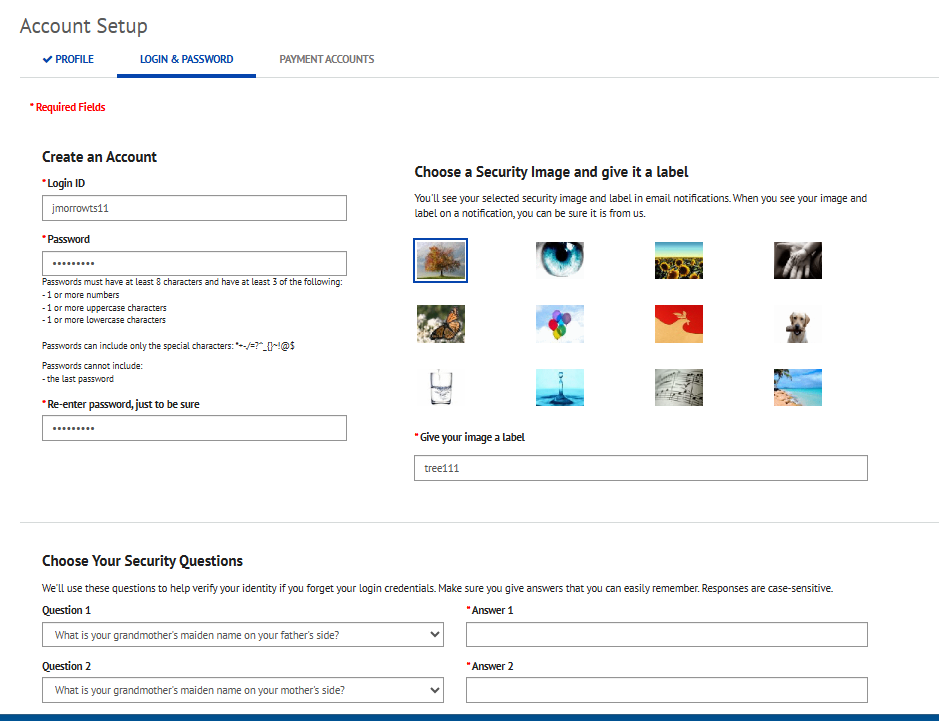 Account Setup
PROFILE
LOGIN & PASSWORD
PAYMENT ACCOUNTS
* Required Fields
Create an Account
* Login ID
jmorrowts11
* Password
•••••••••
Passwords must have at least 8 characters and have at least 3 of the following:
- 1 or more numbers
- 1 or more uppercase characters
- 1 or more lowercase characters
Passwords can include only the special characters: *+-/=?^_{}~!@$
Passwords cannot include:
- the last password
* Re-enter password, just to be sure
•••••••••
Choose a Security Image and give it a label
You'll see your selected security image and label in email notifications. When you see your image and
label on a notification, you can be sure it is from us.
* Give your image a label
tree111
Choose Your Security Questions
We'll use these questions to help verify your identity if you forget your login credentials. Make sure you give answers that you can easily remember. Responses are case-sensitive.
Question 1
* Answer 1
What is your grandmother's maiden name on your father's side?
Question 2
* Answer 2
What is your grandmother's maiden name on your mother's side?